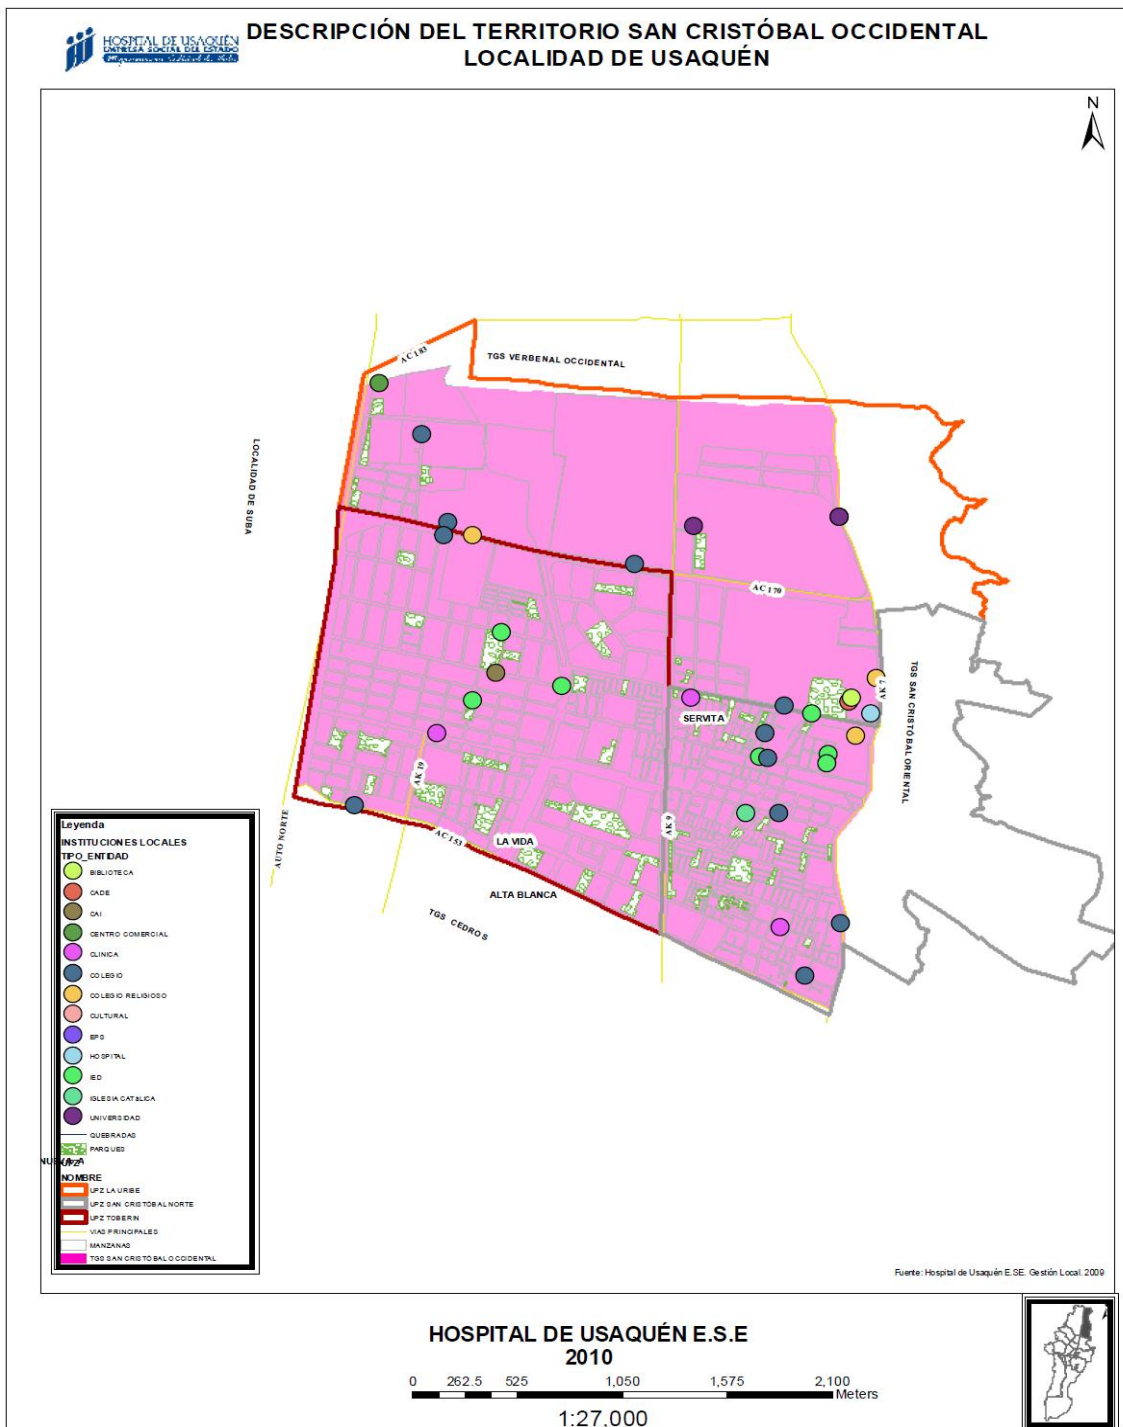 HOSPITAL DE USAQUÉN
EMPRESA SOCIAL DEL ESTADO
DESCRIPCIÓN DEL TERRITORIO SAN CRISTÓBAL OCCIDENTAL
LOCALIDAD DE USAQUÉN
N
AC 183
TGS VERBENAL OCCIDENTAL
LOCALIDAD DE SUBA
AC 170
AK 7
TGS SAN CRISTÓBAL ORIENTAL
SERVITA
AK 19
AK 9
AUTO NORTE
AC 153
LA VIDA
ALTA BLANCA
TGS CEDROS
Leyenda
INSTITUCIONES LOCALES
TIPO_ENTIDAD
BIBLIOTECA
CADE
CAI
CENTRO COMERCIAL
CLINICA
COLEGIO
COLEGIO RELIGIOSO
CULTURAL
EPS
HOSPITAL
IED
IGLESIA CATíLICA
UNIVERSIDAD
QUEBRADAS
PARQUES
UPZ
NOMBRE
UPZ LA URIBE
UPZ SAN CRISTÓBAL NORTE
UPZ TOBERIN
VIAS PRINCIPALES
MANZANAS
TGS SAN CRISTÓBAL OCCIDENTAL
Fuente: Hospital de Usaquén E.SE. Gestión Local. 2009
HOSPITAL DE USAQUÉN E.S.E
2010
0 262.5 525 1,050 1,575 2,100
Meters
1:27,000